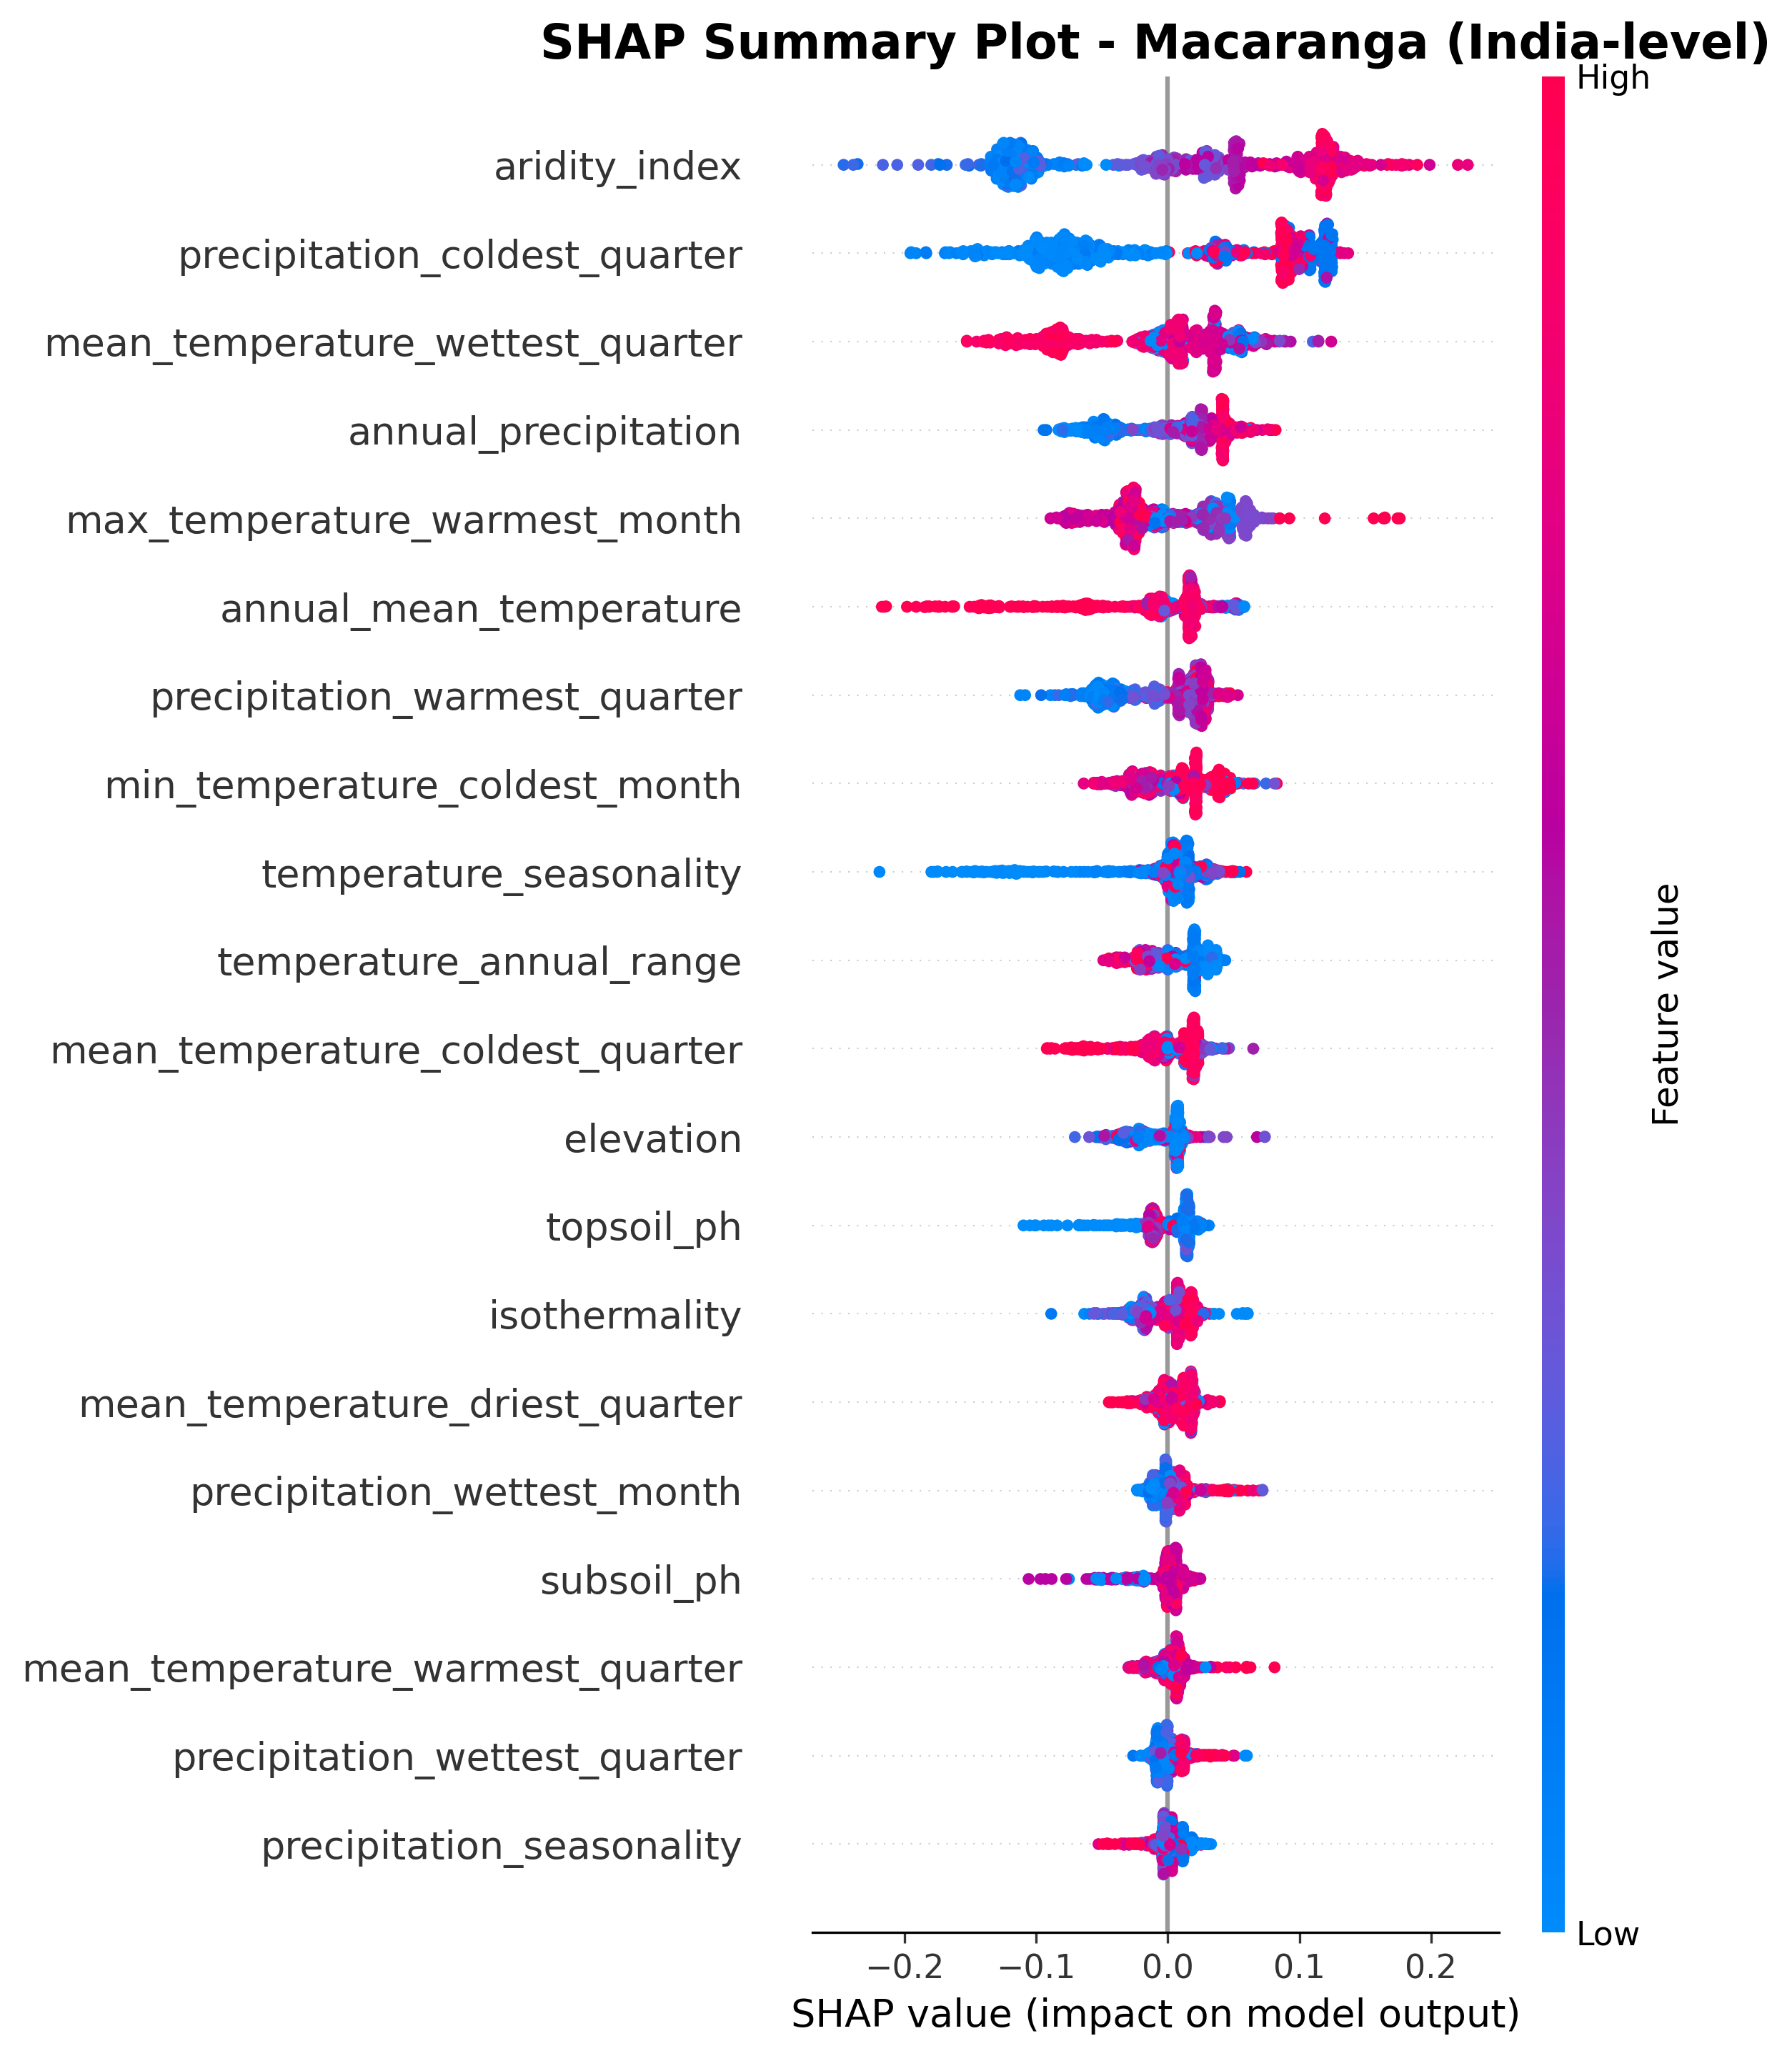 SHAP Summary Plot - Macaranga (India-level)
High
aridity_index
precipitation_coldest_quarter
mean_temperature_wettest_quarter
annual_precipitation
max_temperature_warmest_month
annual_mean_temperature
precipitation_warmest_quarter
min_temperature_coldest_month
temperature_seasonality
temperature_annual_range
mean_temperature_coldest_quarter
elevation
topsoil_ph
isothermality
mean_temperature_driest_quarter
precipitation_wettest_month
subsoil_ph
mean_temperature_warmest_quarter
precipitation_wettest_quarter
precipitation_seasonality
Feature value
Low
−0.2 −0.1 0.0 0.1 0.2
SHAP value (impact on model output)